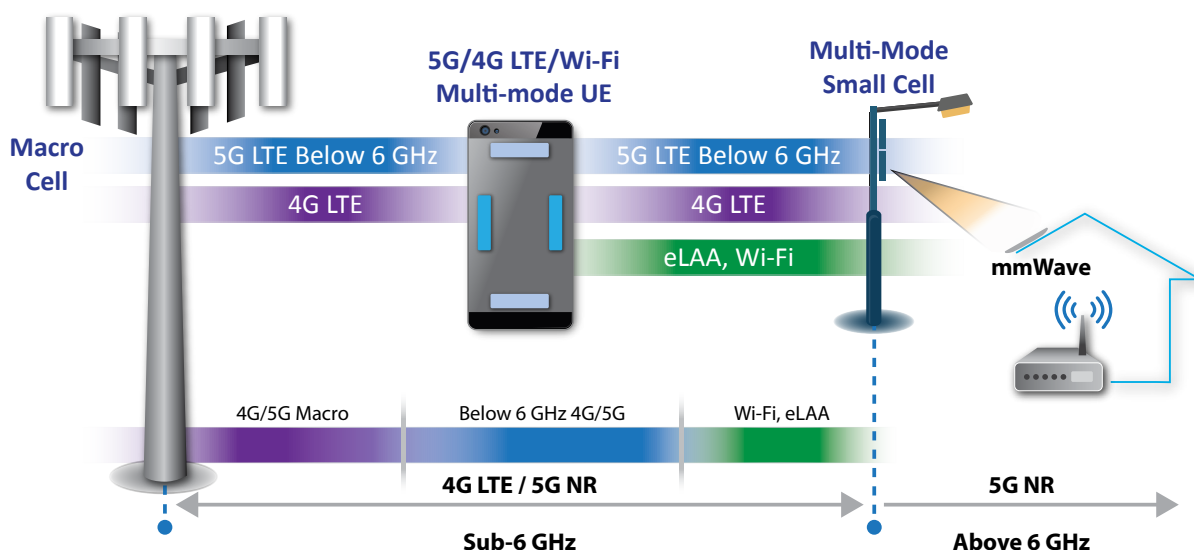 5G/4G LTE/Wi-Fi
Multi-mode UE
Multi-Mode
Small Cell
Macro
Cell
5G LTE Below 6 GHz
5G LTE Below 6 GHz
4G LTE
4G LTE
eLAA, Wi-Fi
mmWave
4G/5G Macro
Below 6 GHz 4G/5G
Wi-Fi, eLAA
4G LTE / 5G NR
5G NR
Sub-6 GHz
Above 6 GHz